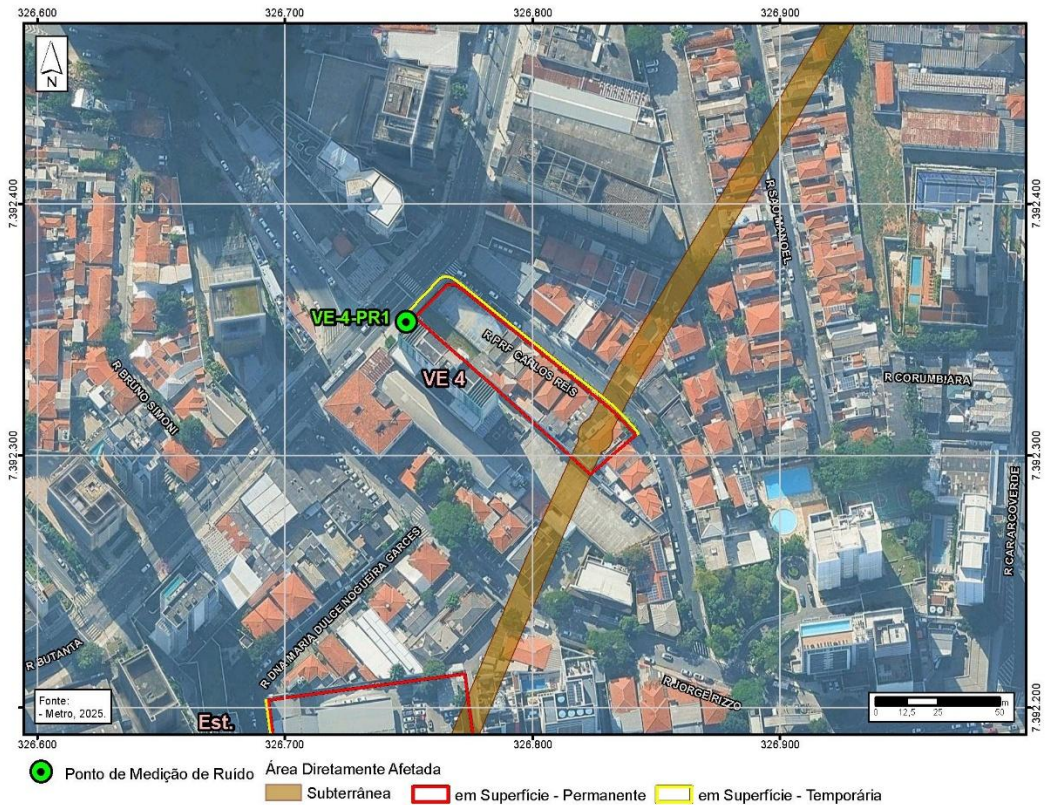 326.600
326.700
326.800
326.900
N
7.392.400
7.392.400
R SÃO MANOEL
VE-4-PR1
R PRF CARLOS REIS
VE 4
R BRUNO SIMONI
R CORUMBIARA
7.392.300
7.392.300
R CAR ARCOVERDE
R DNA MARIA DULCE NOGUEIRA GARCES
R BUTANTA
R JORGE RIZZO
Fonte:
- Metro, 2025.
Est.
m
0 12,5 25 50
7.392.200
7.392.200
326.600
326.700
326.800
326.900
Ponto de Medição de Ruído
Área Diretamente Afetada
Subterrânea
em Superfície - Permanente
em Superfície - Temporária